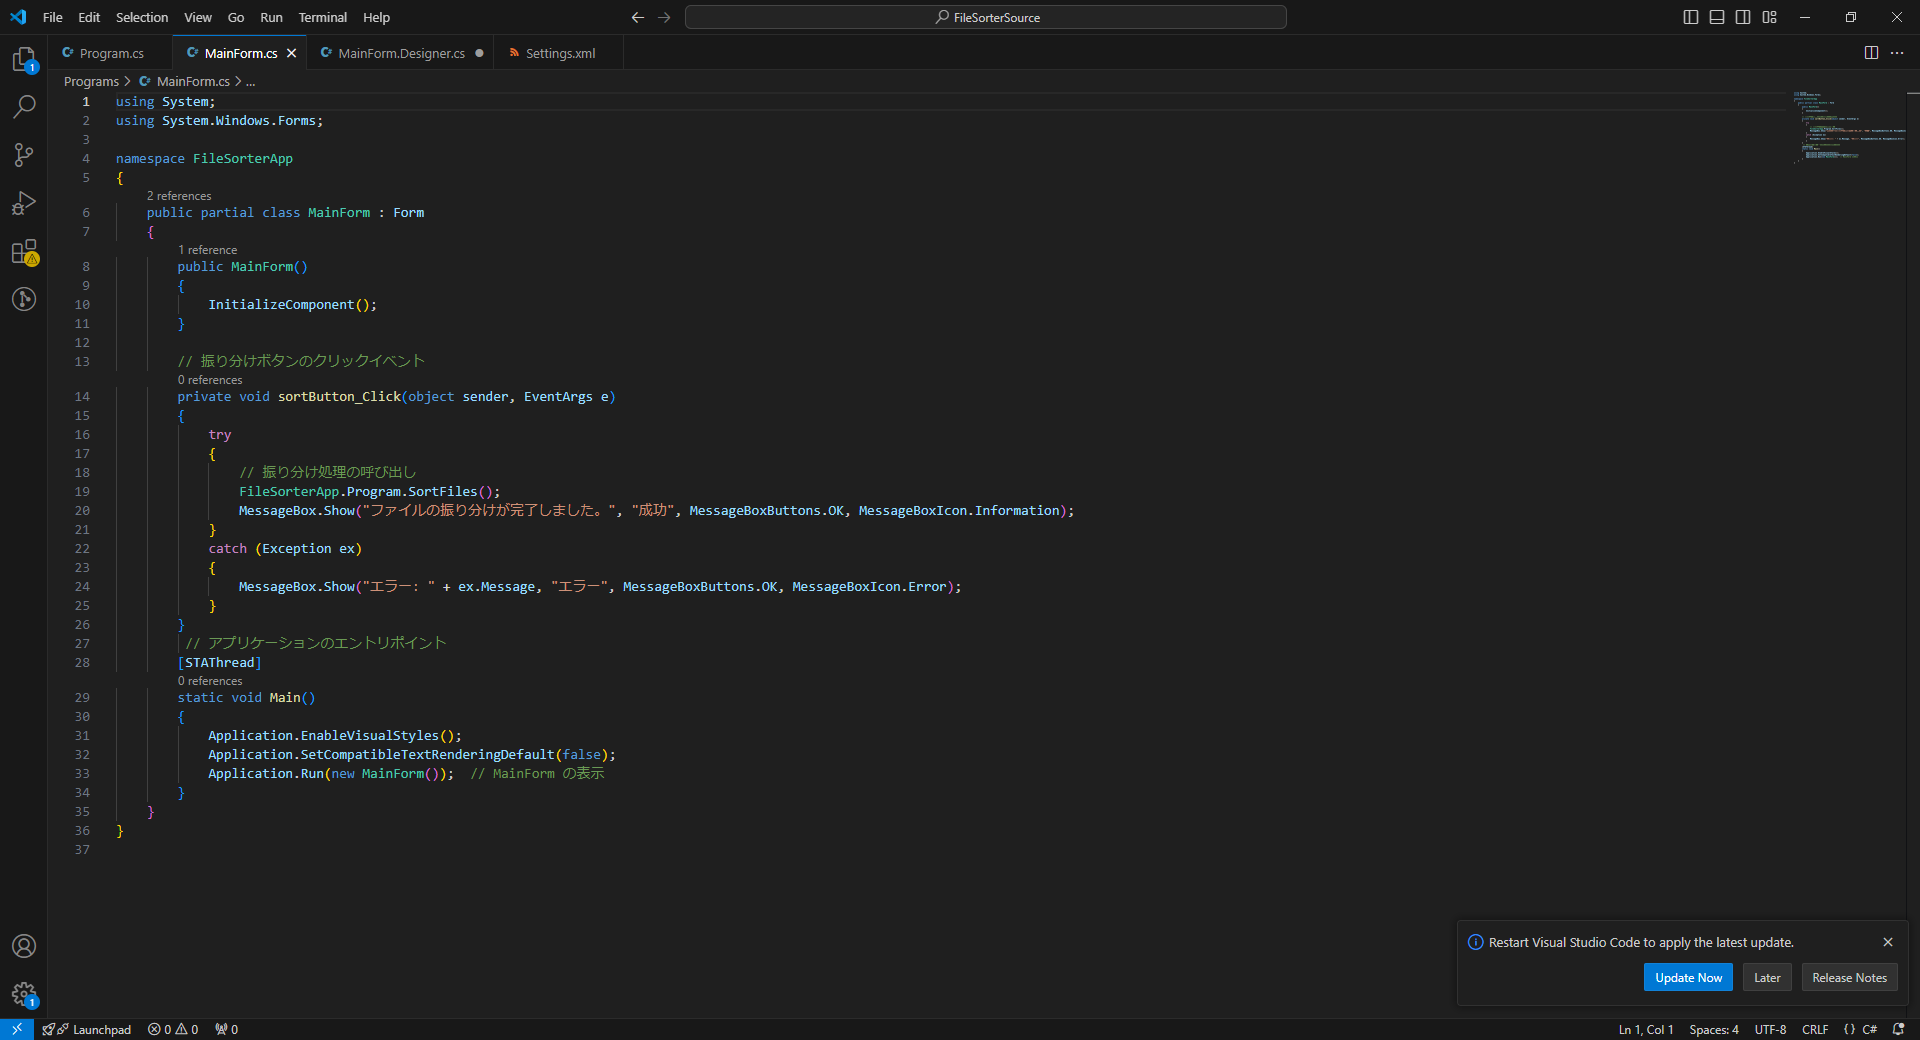 File Edit Selection View Go Run Terminal Help
FileSorterSource
Program.cs MainForm.cs MainForm.Designer.cs Settings.xml
Programs > MainForm.cs > ...
1 using System;
2 using System.Windows.Forms;
3
4 namespace FileSorterApp
5 {
2 references
6 public partial class MainForm : Form
7 {
1 reference
8 public MainForm()
9 {
10 InitializeComponent();
11 }
12
13 // 振り分けボタンのクリックイベント
0 references
14 private void sortButton_Click(object sender, EventArgs e)
15 {
16 try
17 {
18 // 振り分け処理の呼び出し
19 FileSorterApp.Program.SortFiles();
20 MessageBox.Show("ファイルの振り分けが完了しました。", "成功", MessageBoxButtons.OK, MessageBoxIcon.Information);
21 }
22 catch (Exception ex)
23 {
24 MessageBox.Show("エラー: " + ex.Message, "エラー", MessageBoxButtons.OK, MessageBoxIcon.Error);
25 }
26 }
27 // アプリケーションのエントリポイント
28 [STAThread]
0 references
29 static void Main()
30 {
31 Application.EnableVisualStyles();
32 Application.SetCompatibleTextRenderingDefault(false);
33 Application.Run(new MainForm()); // MainForm の表示
34 }
35 }
36 }
37
1
Restart Visual Studio Code to apply the latest update.
Update Now Later Release Notes
1
Launchpad 0 0 0 Ln 1, Col 1 Spaces: 4 UTF-8 CRLF {} C#